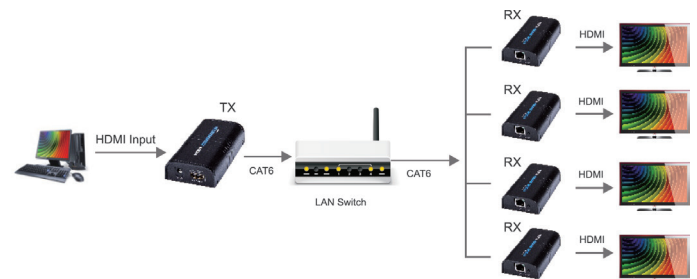 RX
HDMI
TX
HDMI Input
RX
HDMI
CAT6
LAN Switch
CAT6
RX
HDMI
RX
HDMI